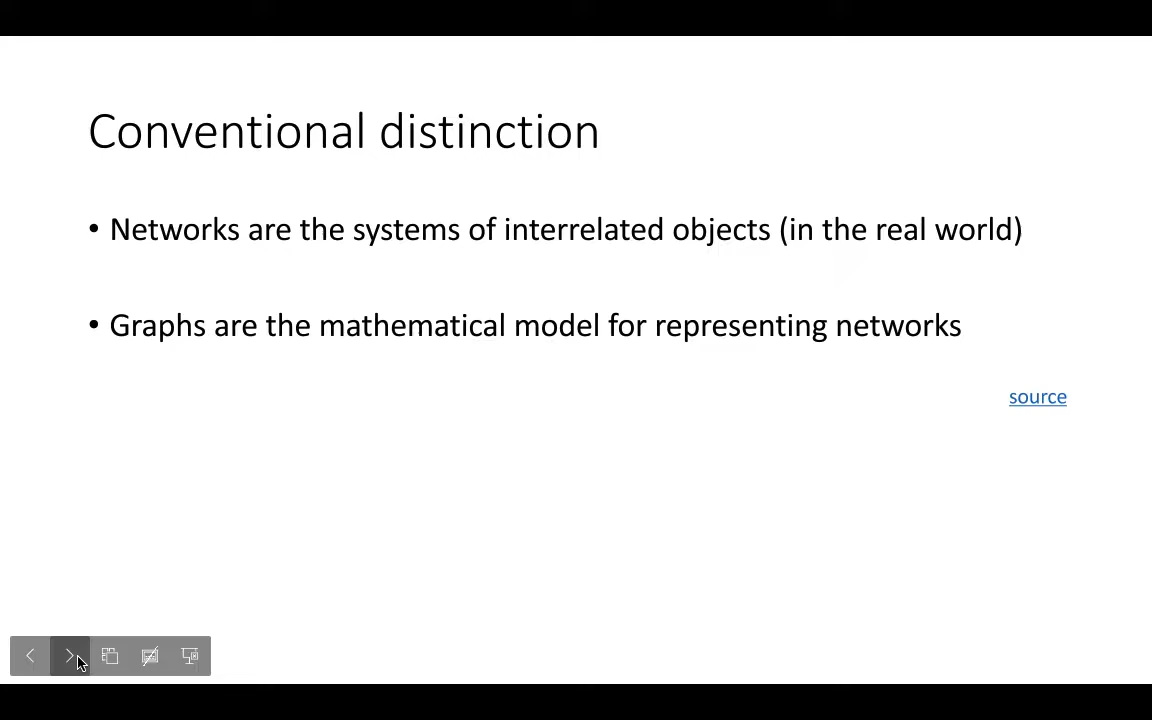 Conventional distinction
• Networks are the systems of interrelated objects (in the real world)
• Graphs are the mathematical model for representing networks
source